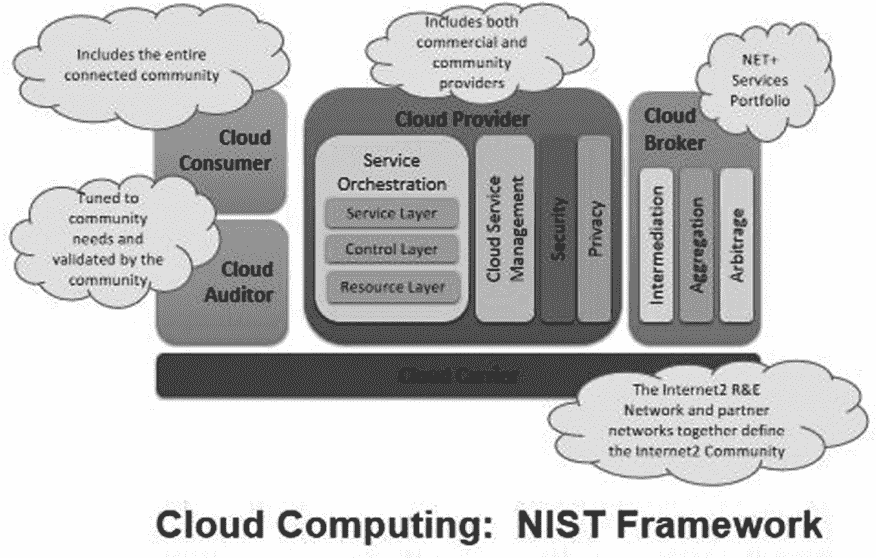 Includes the entire
connected community
Includes both
commercial and
community
providers
NET+
Services
Portfolio
Cloud
Consumer
Tuned to
community
needs and
validated by the
community
Cloud
Auditor
Cloud Provider
Service
Orchestration
Service Layer
Control Layer
Resource Layer
Cloud Service
Management
Security
Privacy
Cloud
Broker
Intermediation
Aggregation
Arbitrage
Cloud Carrier
The Internet2 R&E
Network and partner
networks together define
the Internet2 Community
Cloud Computing: NIST Framework